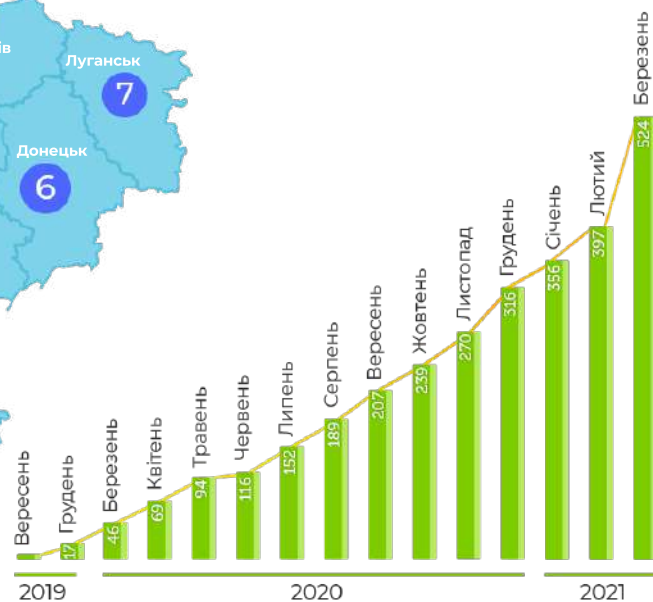 ів
Луганськ
7
Донецьк
6
Вересень
Грудень
17
Березень
46
Квітень
69
Травень
94
Червень
116
Липень
152
Серпень
189
Вересень
207
Жовтень
239
Листопад
270
Грудень
316
Січень
356
Лютий
397
Березень
524
2019
2020
2021